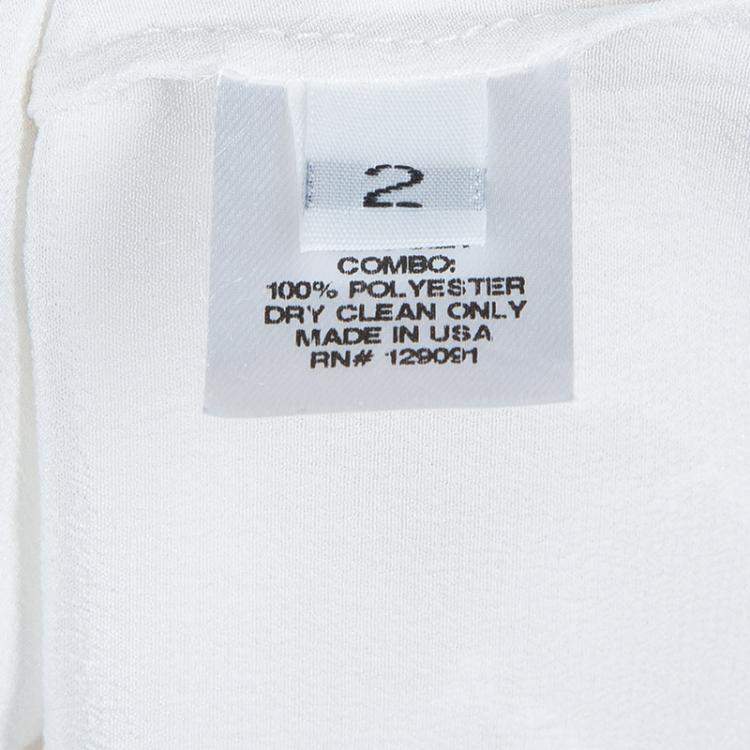 2
COMBO:
100% POLYESTER
DRY CLEAN ONLY
MADE IN USA
RN# 129091